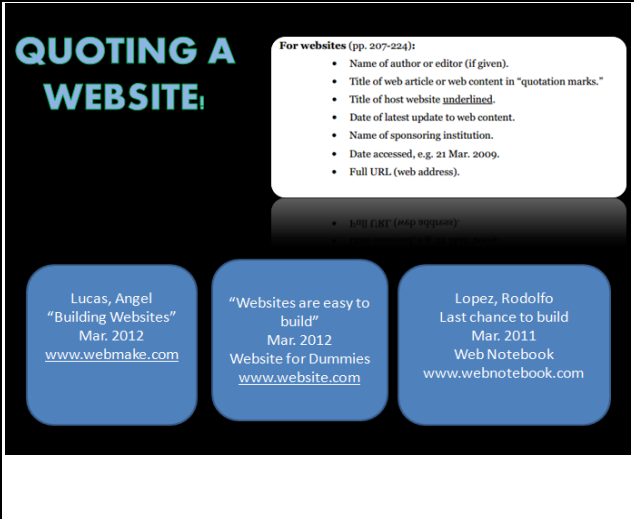 QUOTING A
WEBSITE!
For websites (pp. 207-224):
• Name of author or editor (if given).
• Title of web article or web content in “quotation marks.”
• Title of host website underlined.
• Date of latest update to web content.
• Name of sponsoring institution.
• Date accessed, e.g. 21 Mar. 2009.
• Full URL (web address).
Lucas, Angel
“Building Websites”
Mar. 2012
www.webmake.com
“Websites are easy to
build”
Mar. 2012
Website for Dummies
www.website.com
Lopez, Rodolfo
Last chance to build
Mar. 2011
Web Notebook
www.webnotebook.com